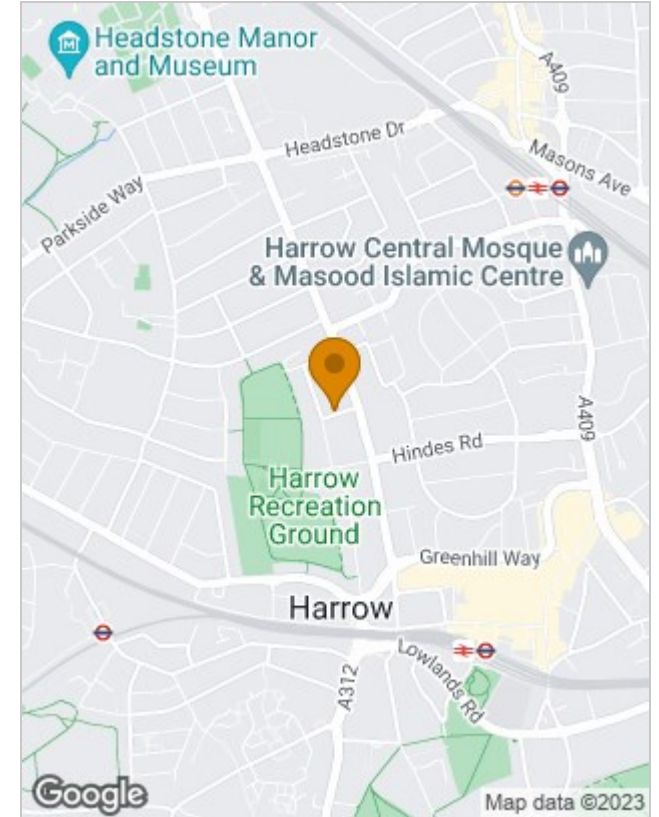 Headstone Manor
and Museum
A409
Headstone Dr
Masons Ave
Parkside Way
Harrow Central Mosque
& Masood Islamic Centre
A409
Hindes Rd
Harrow
Recreation
Ground
Greenhill Way
Harrow
Lowlands Rd
A312
Google
Map data ©2023